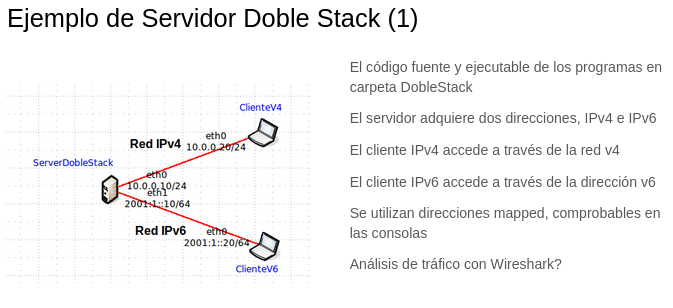 Ejemplo de Servidor Doble Stack (1)
ClienteV4
eth0
10.0.0.20/24
Red IPv4
ServerDobleStack
eth0
10.0.0.10/24
eth1
2001:1::10/64
Red IPv6
eth0
2001:1::20/64
ClienteV6
El código fuente y ejecutable de los programas en
carpeta DobleStack
El servidor adquiere dos direcciones, IPv4 e IPv6
El cliente IPv4 accede a través de la red v4
El cliente IPv6 accede a través de la dirección v6
Se utilizan direcciones mapped, comprobables en
las consolas
Análisis de tráfico con Wireshark?